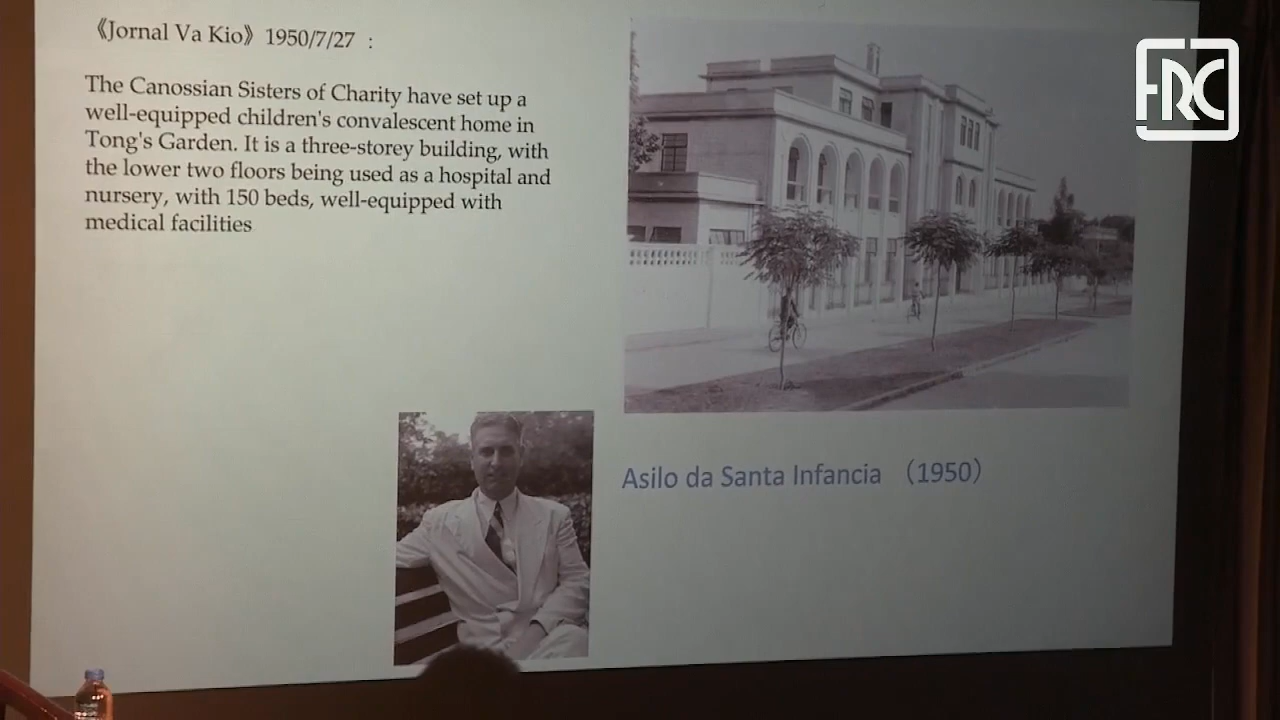 《Jornal Va Kio》 1950/7/27 :
The Canossian Sisters of Charity have set up a
well-equipped children's convalescent home in
Tong's Garden. It is a three-storey building, with
the lower two floors being used as a hospital and
nursery, with 150 beds, well-equipped with
medical facilities
FRC
Asilo da Santa Infancia （1950）